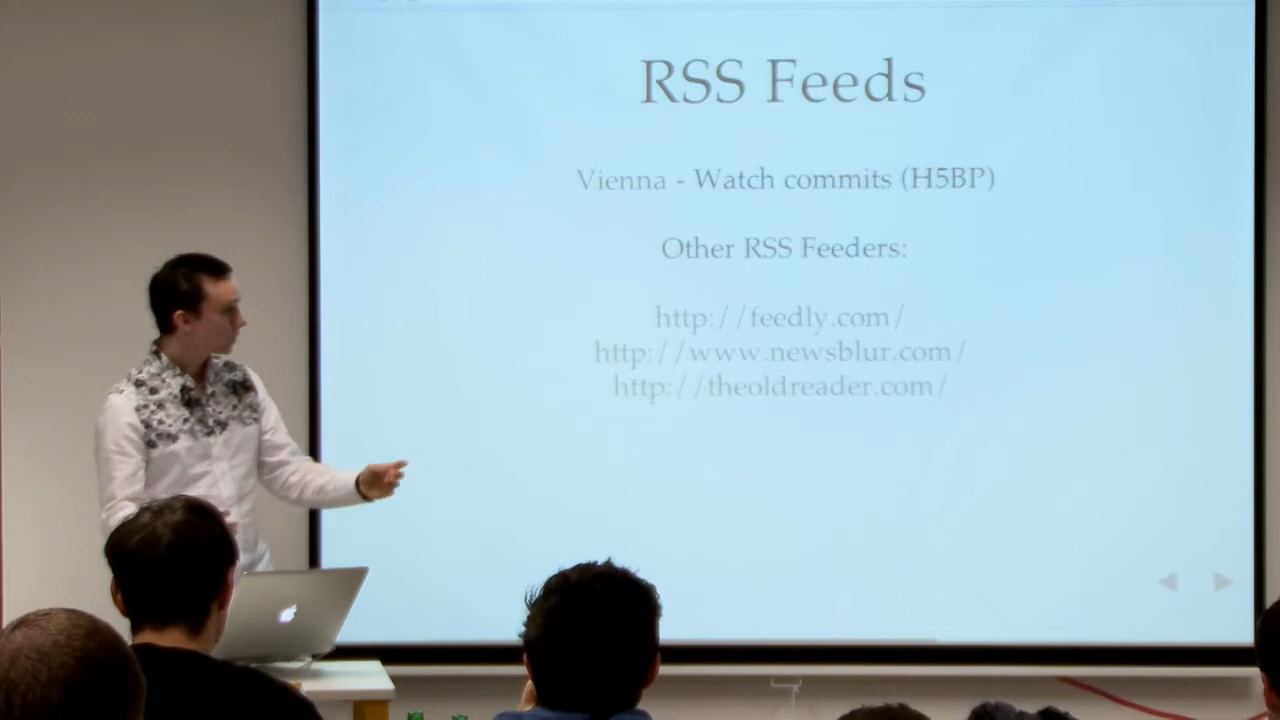 RSS Feeds
Vienna - Watch commits (H5BP)
Other RSS Feeders:
http://feedly.com/
http://www.newsblur.com/
http://theoldreader.com/